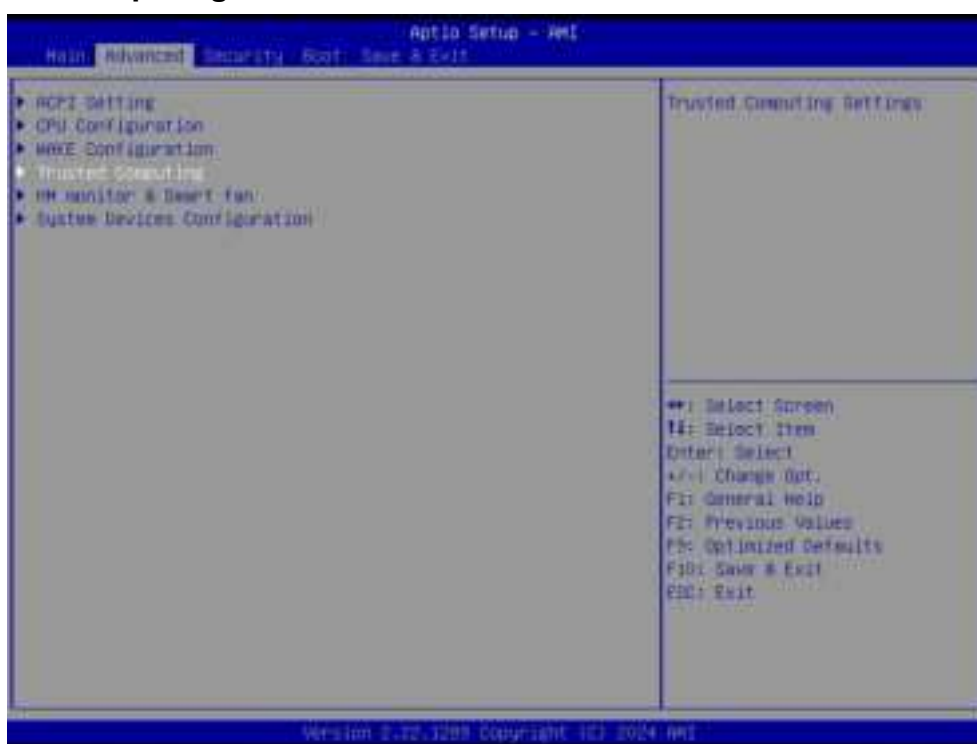 Aptio Setup - AMI
Main Advanced Security Boot Save & Exit
ACPI Setting
CPU Configuration
WAKE Configuration
Trusted Computing
HW monitor & Smart fan
System Devices Configuration
Trusted Computing Settings
: Select Screen
: Select Item
Enter: Select
+/-: Change Opt.
F1: General Help
F2: Previous Values
F9: Optimized Defaults
F10: Save & Exit
ESC: Exit
Version Copyright (C) 2024 AMI